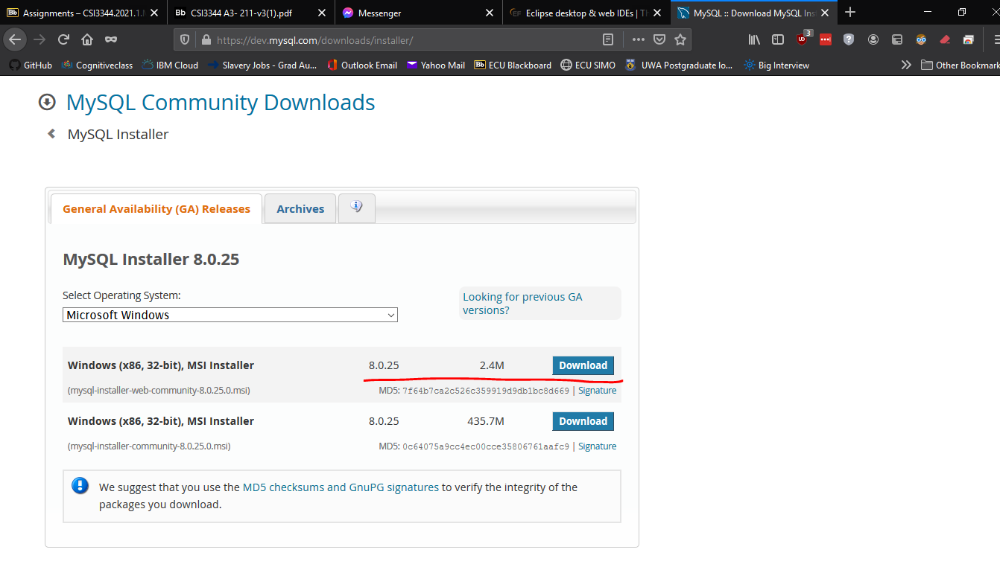 Assignments – CSI3344.2021.1.
CSI3344 A3- 211-v3(1).pdf
Messenger
Eclipse desktop & web IDEs | Th
MySQL :: Download MySQL Ins
https://dev.mysql.com/downloads/installer/
3
GitHub
Cognitiveclass
IBM Cloud
Slavery Jobs - Grad Au...
Outlook Email
Yahoo Mail
Bb ECU Blackboard
ECU SIMO
UWA Postgraduate lo...
Big Interview
Other Bookmark
MySQL Community Downloads
MySQL Installer
General Availability (GA) Releases
Archives
MySQL Installer 8.0.25
Select Operating System:
Looking for previous GA
versions?
Microsoft Windows
Windows (x86, 32-bit), MSI Installer 8.0.25 2.4M Download
(mysql-installer-web-community-8.0.25.0.msi) MD5: 7f64b7ca2c526c359919d9db1bc8d669 | Signature
Windows (x86, 32-bit), MSI Installer 8.0.25 435.7M Download
(mysql-installer-community-8.0.25.0.msi) MD5: 0c64075a9cc4ec00cce35806761aafc9 | Signature
We suggest that you use the MD5 checksums and GnuPG signatures to verify the integrity of the
packages you download.